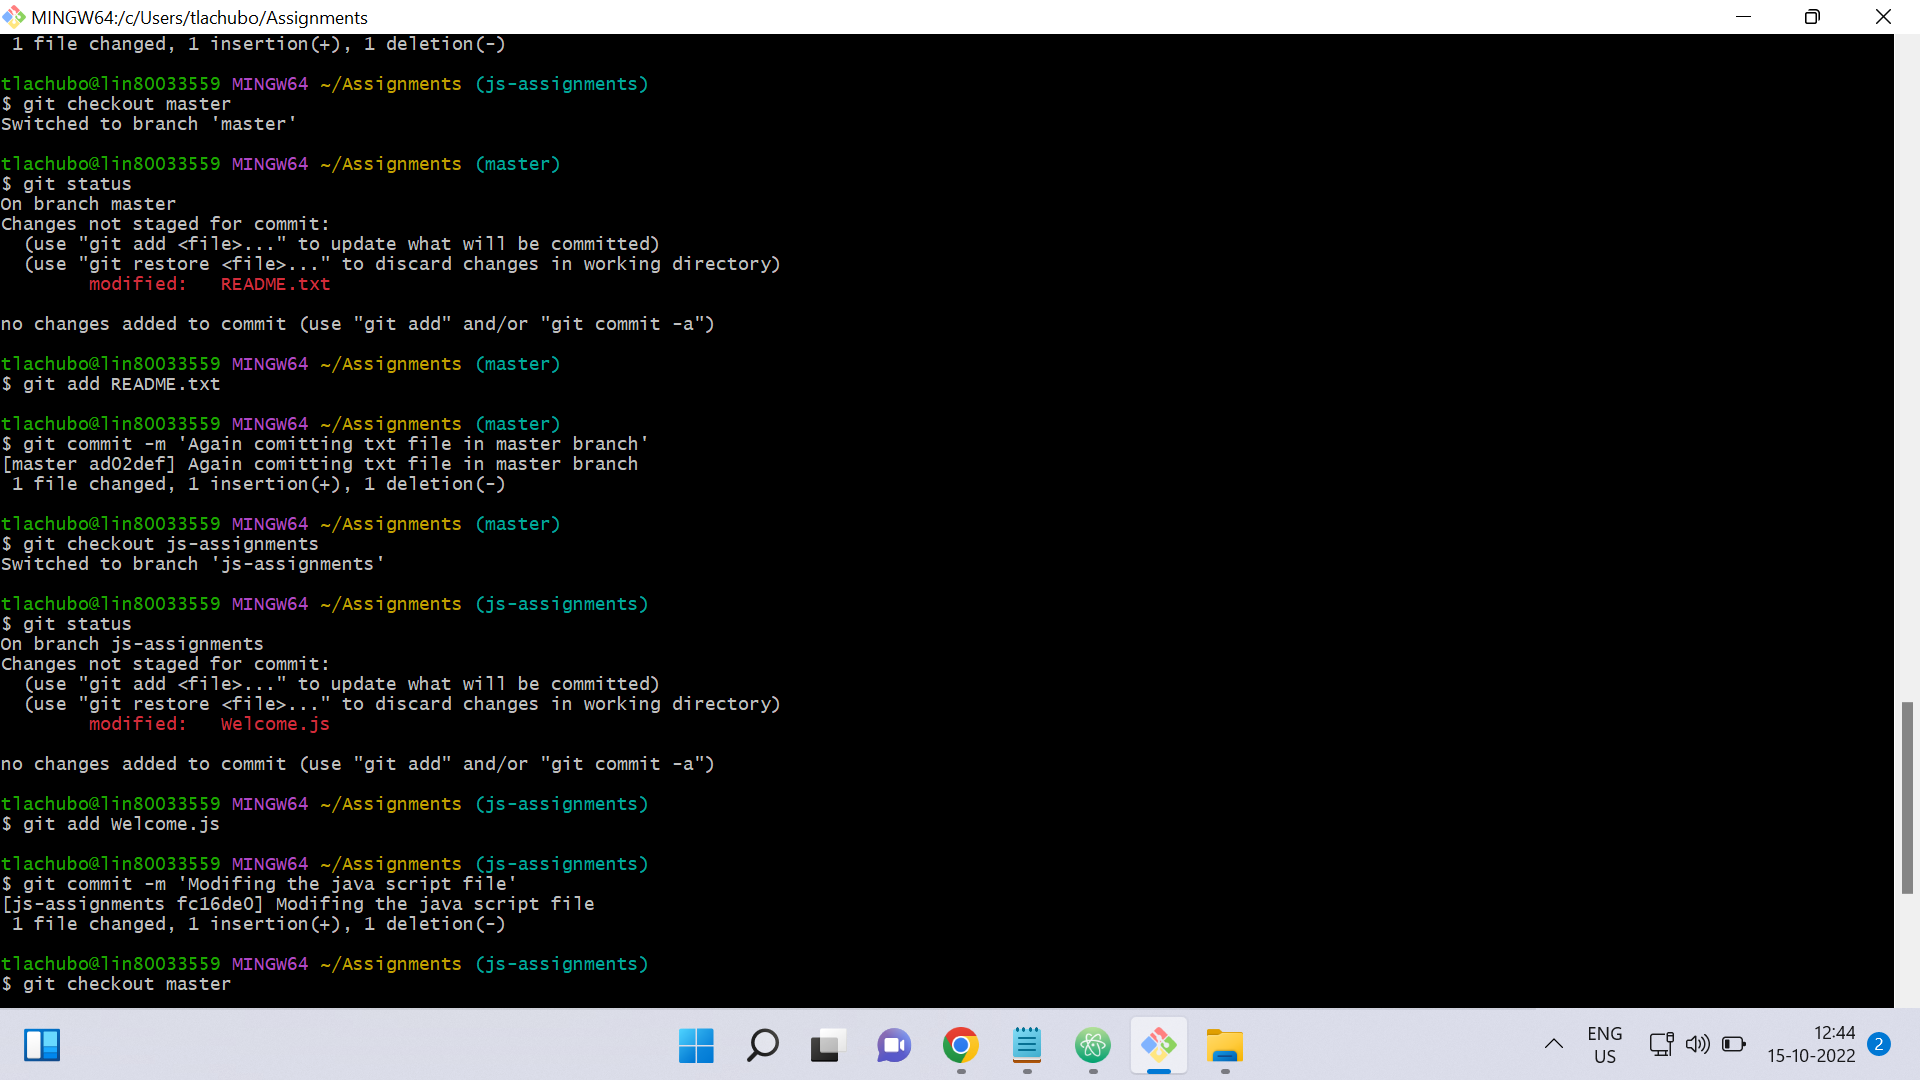 MINGW64:/c/Users/tlachubo/Assignments
 1 file changed, 1 insertion(+), 1 deletion(-)
tlachubo@lin80033559 MINGW64 ~/Assignments (js-assignments)
$ git checkout master
Switched to branch 'master'
tlachubo@lin80033559 MINGW64 ~/Assignments (master)
$ git status
On branch master
Changes not staged for commit:
  (use "git add <file>..." to update what will be committed)
  (use "git restore <file>..." to discard changes in working directory)
        modified:   README.txt
no changes added to commit (use "git add" and/or "git commit -a")
tlachubo@lin80033559 MINGW64 ~/Assignments (master)
$ git add README.txt
tlachubo@lin80033559 MINGW64 ~/Assignments (master)
$ git commit -m 'Again comitting txt file in master branch'
[master ad02def] Again comitting txt file in master branch
 1 file changed, 1 insertion(+), 1 deletion(-)
tlachubo@lin80033559 MINGW64 ~/Assignments (master)
$ git checkout js-assignments
Switched to branch 'js-assignments'
tlachubo@lin80033559 MINGW64 ~/Assignments (js-assignments)
$ git status
On branch js-assignments
Changes not staged for commit:
  (use "git add <file>..." to update what will be committed)
  (use "git restore <file>..." to discard changes in working directory)
        modified:   Welcome.js
no changes added to commit (use "git add" and/or "git commit -a")
tlachubo@lin80033559 MINGW64 ~/Assignments (js-assignments)
$ git add Welcome.js
tlachubo@lin80033559 MINGW64 ~/Assignments (js-assignments)
$ git commit -m 'Modifing the java script file'
[js-assignments fc16de0] Modifing the java script file
 1 file changed, 1 insertion(+), 1 deletion(-)
tlachubo@lin80033559 MINGW64 ~/Assignments (js-assignments)
$ git checkout master
ENG
US
12:44
15-10-2022
2